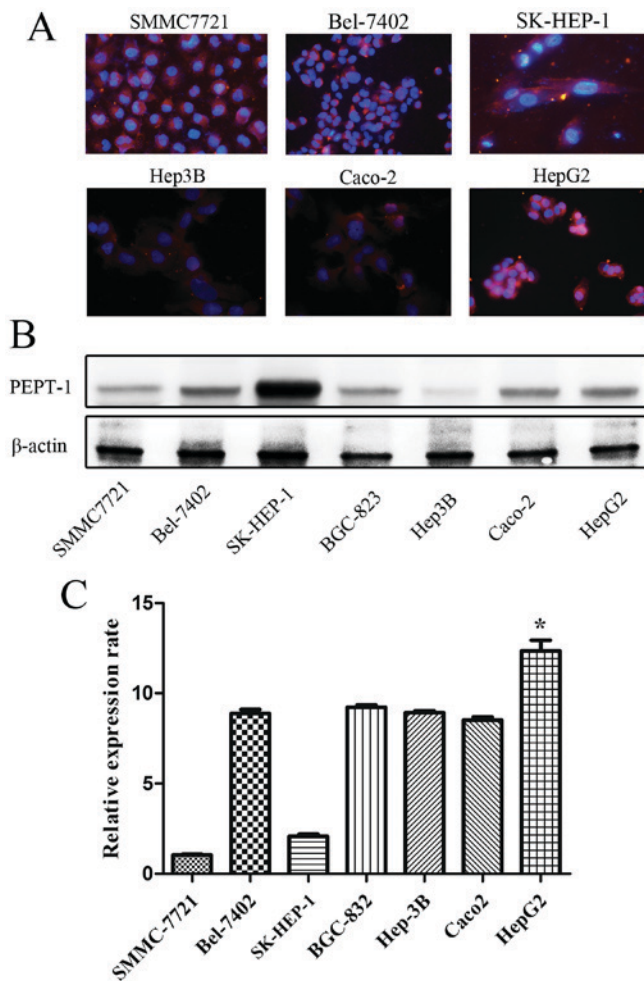 A
SMMC7721
Bel-7402
SK-HEP-1
Hep3B
Caco-2
HepG2
B
PEPT-1
β-actin
SMMC7721
Bel-7402
SK-HEP-1
BGC-823
Hep3B
Caco-2
HepG2
C
Relative expression rate
15
10
5
0
*
SMMC-7721
Bel-7402
SK-HEP-1
BGC-832
Hep-3B
Caco2
HepG2